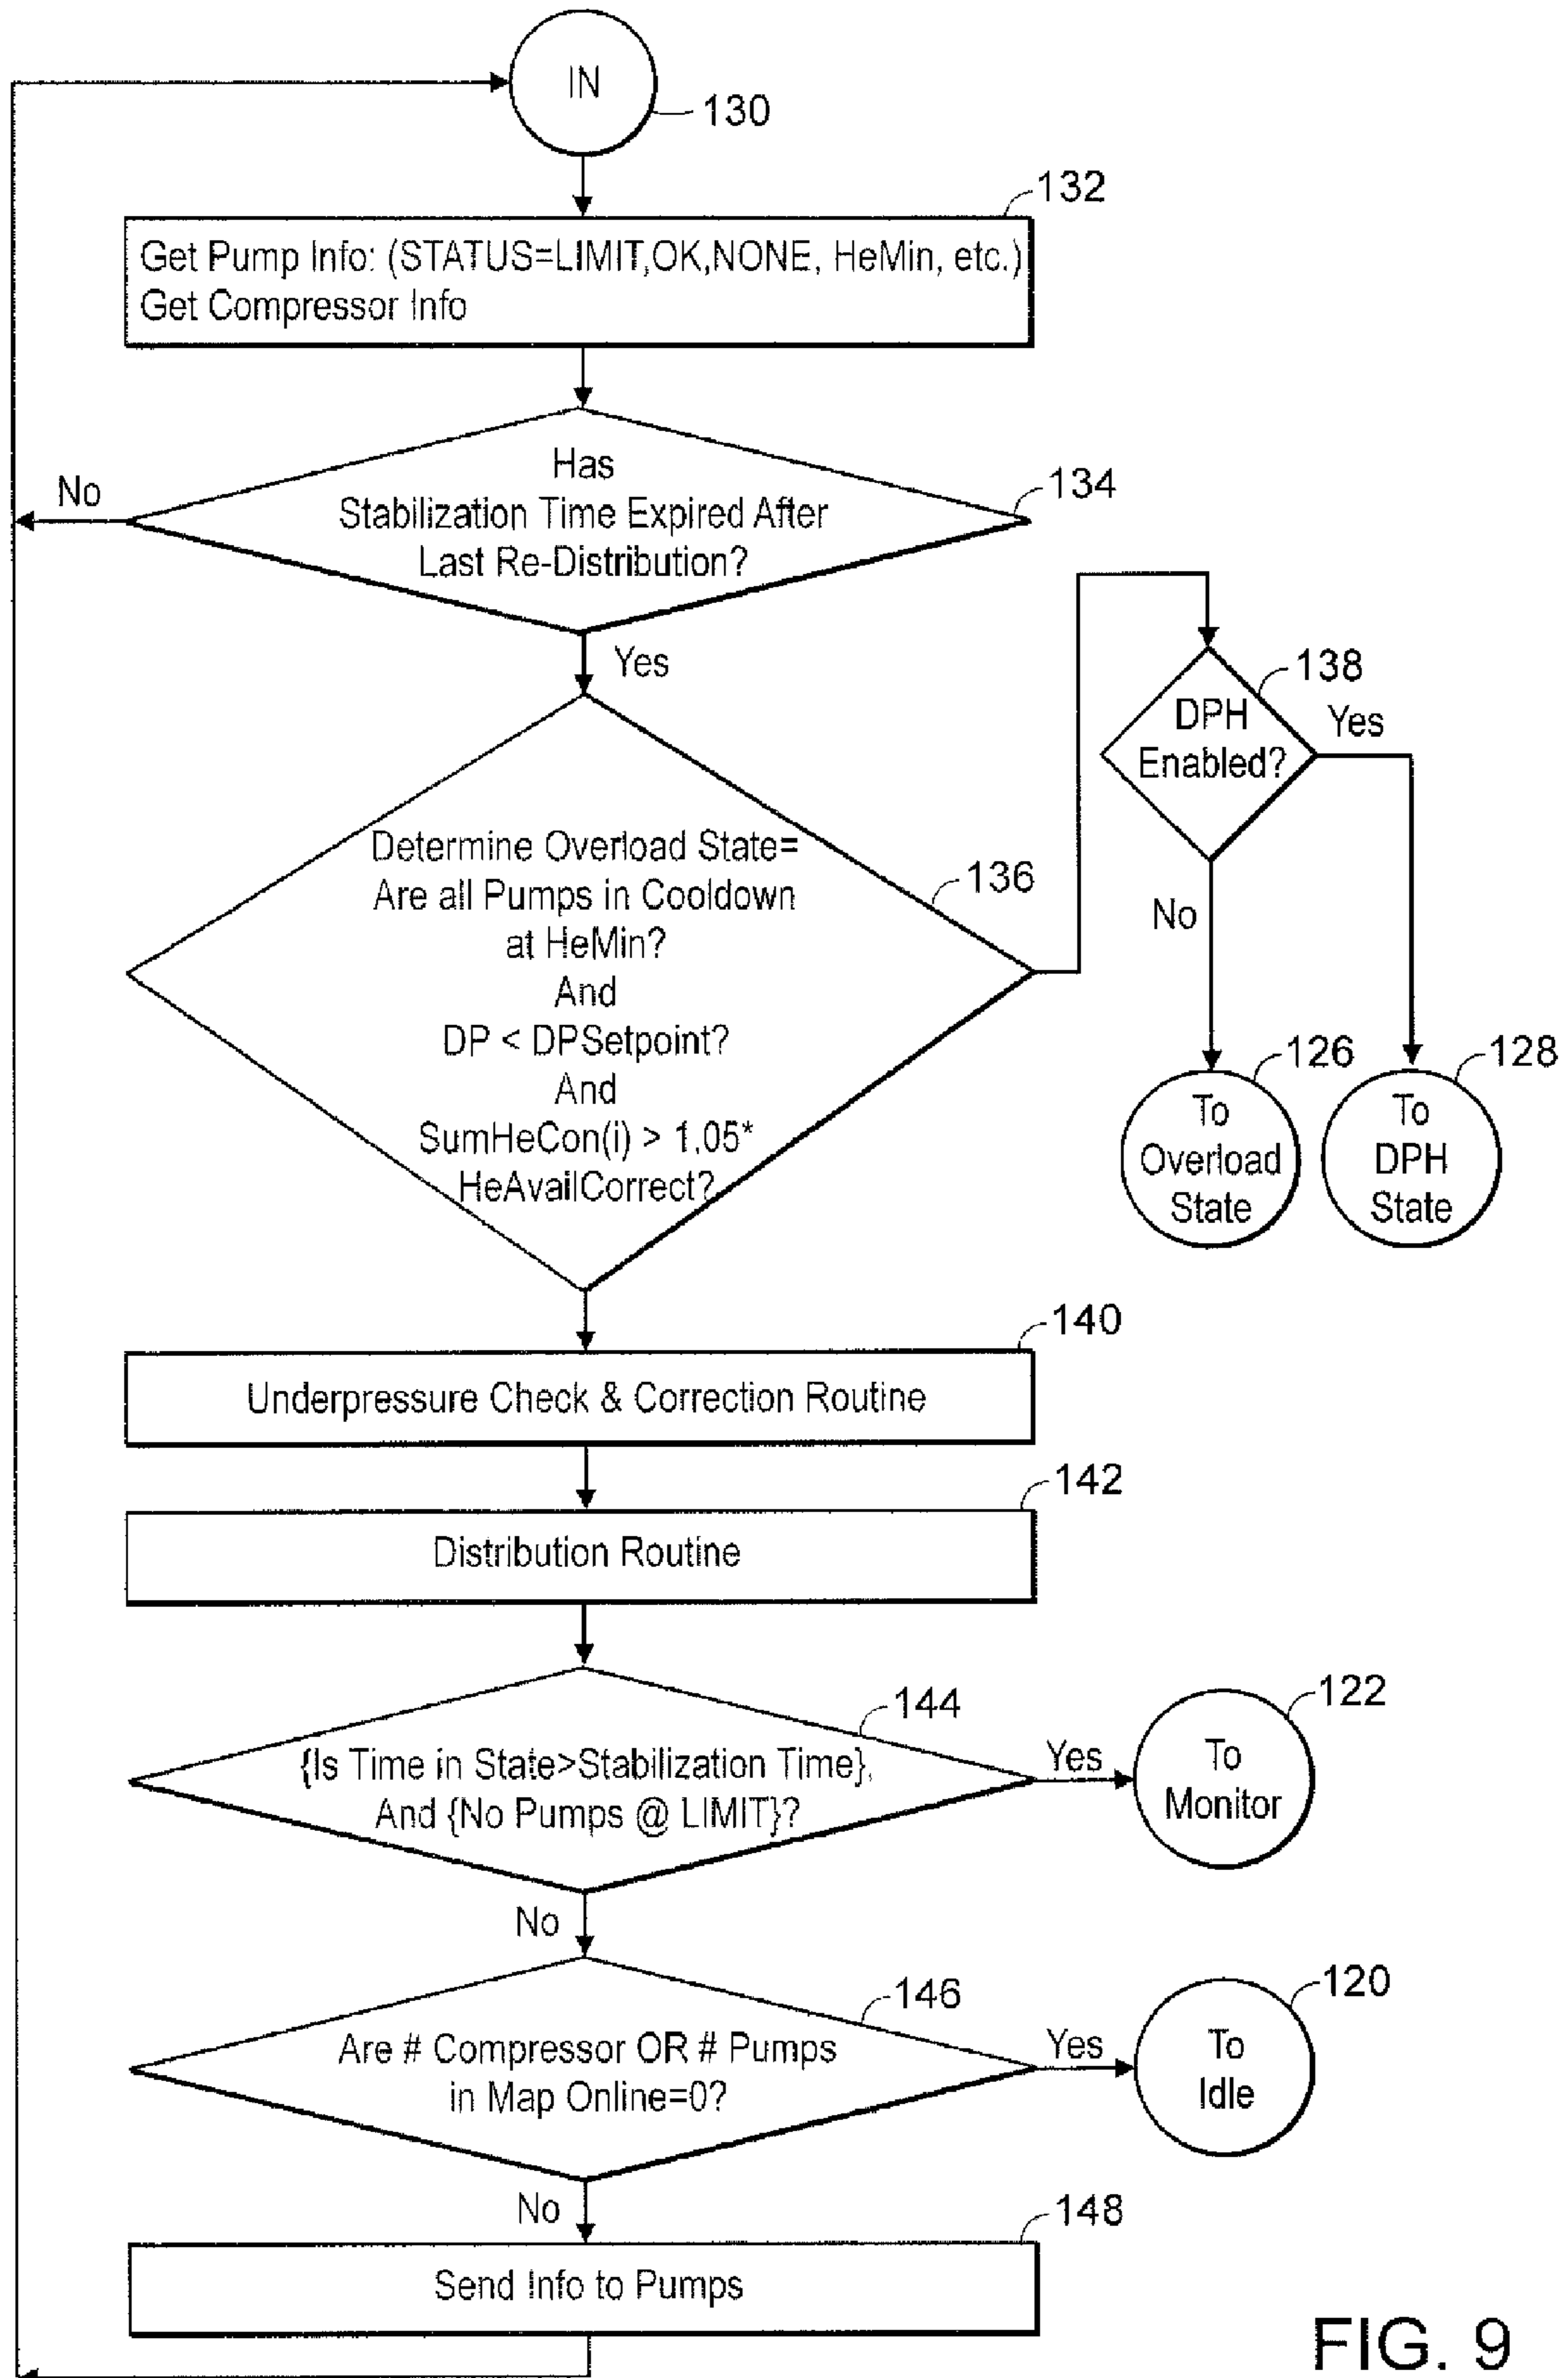 IN
130
132
Get Pump Info: (STATUS=LIMIT,OK,NONE, HeMin, etc.)
Get Compressor Info
Has
Stabilization Time Expired After
Last Re-Distribution?
134
No
Yes
138
DPH
Enabled?
Yes
No
Determine Overload State=
Are all Pumps in Cooldown
at HeMin?
And
DP < DPSetpoint?
And
SumHeCon(i) > 1.05*
HeAvailCorrect?
136
126
To
Overload
State
128
To
DPH
State
140
Underpressure Check & Correction Routine
142
Distribution Routine
144
{Is Time in State>Stabilization Time},
And {No Pumps @ LIMIT}?
Yes
122
To
Monitor
No
146
Are # Compressor OR # Pumps
in Map Online=0?
Yes
120
To
Idle
No
148
Send Info to Pumps
FIG. 9